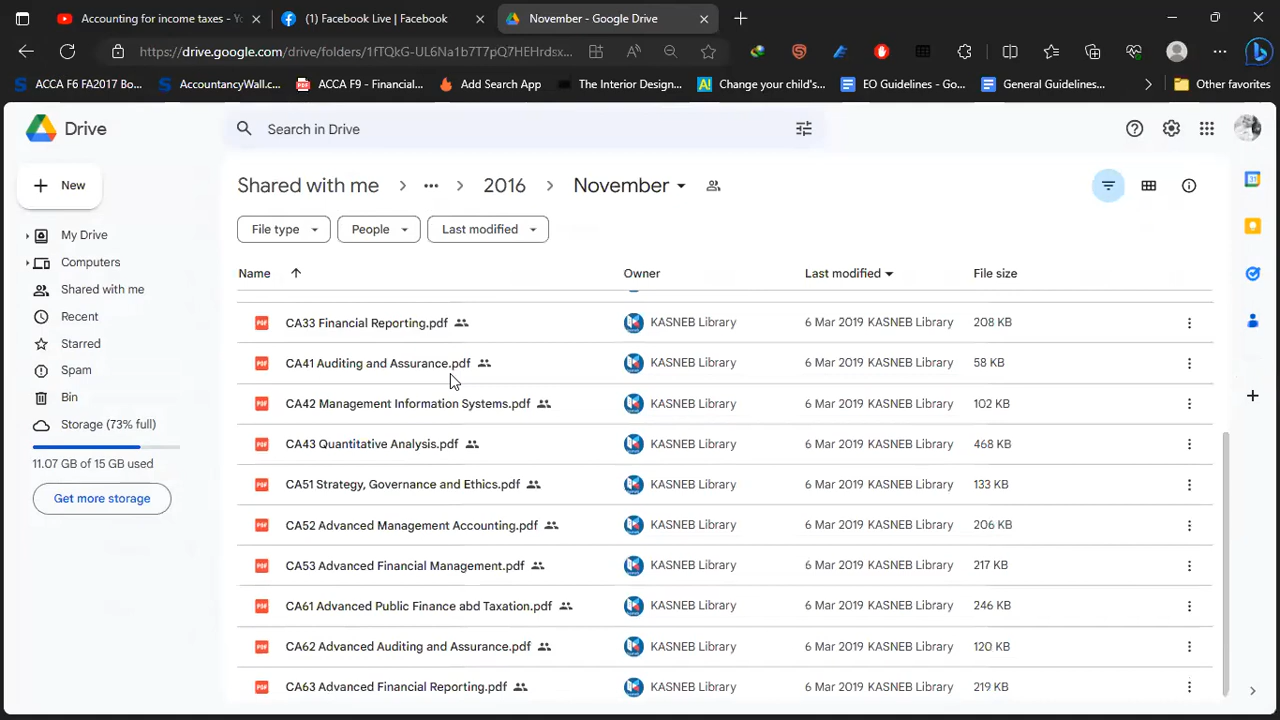 Accounting for income taxes - Yo
(1) Facebook Live | Facebook
November - Google Drive
https://drive.google.com/drive/folders/1fTQkG-UL6Na1b7T7pQ7HEHrdsx...
ACCA F6 FA2017 Bo...
AccountancyWall.c...
ACCA F9 - Financial...
Add Search App
The Interior Design...
AI Change your child's...
EO Guidelines - Go...
General Guidelines...
Other favorites
Drive
Search in Drive
New
Shared with me > ... > 2016 > November
My Drive
Computers
Shared with me
Recent
Starred
Spam
Bin
Storage (73% full)
11.07 GB of 15 GB used
Get more storage
File type
People
Last modified
Name Owner Last modified File size
CA33 Financial Reporting.pdf KASNEB Library 6 Mar 2019 KASNEB Library 208 KB
CA41 Auditing and Assurance.pdf KASNEB Library 6 Mar 2019 KASNEB Library 58 KB
CA42 Management Information Systems.pdf KASNEB Library 6 Mar 2019 KASNEB Library 102 KB
CA43 Quantitative Analysis.pdf KASNEB Library 6 Mar 2019 KASNEB Library 468 KB
CA51 Strategy, Governance and Ethics.pdf KASNEB Library 6 Mar 2019 KASNEB Library 133 KB
CA52 Advanced Management Accounting.pdf KASNEB Library 6 Mar 2019 KASNEB Library 206 KB
CA53 Advanced Financial Management.pdf KASNEB Library 6 Mar 2019 KASNEB Library 217 KB
CA61 Advanced Public Finance abd Taxation.pdf KASNEB Library 6 Mar 2019 KASNEB Library 246 KB
CA62 Advanced Auditing and Assurance.pdf KASNEB Library 6 Mar 2019 KASNEB Library 120 KB
CA63 Advanced Financial Reporting.pdf KASNEB Library 6 Mar 2019 KASNEB Library 219 KB